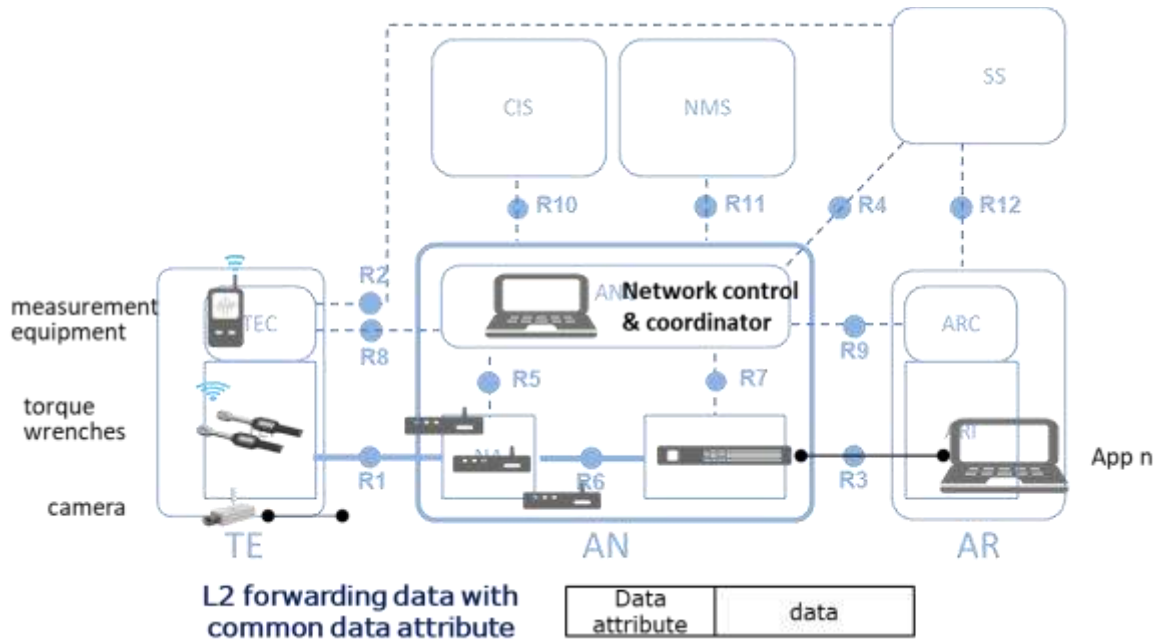 SS
CIS
NMS
R10
R11
R4
R12
R2
measurement
equipment
TEC
Network control
& coordinator
ARC
R8
R9
R5
R7
torque
wrenches
ARI
App n
R1
R6
R3
camera
TE
AN
AR
L2 forwarding data with
common data attribute
Data
attribute
data